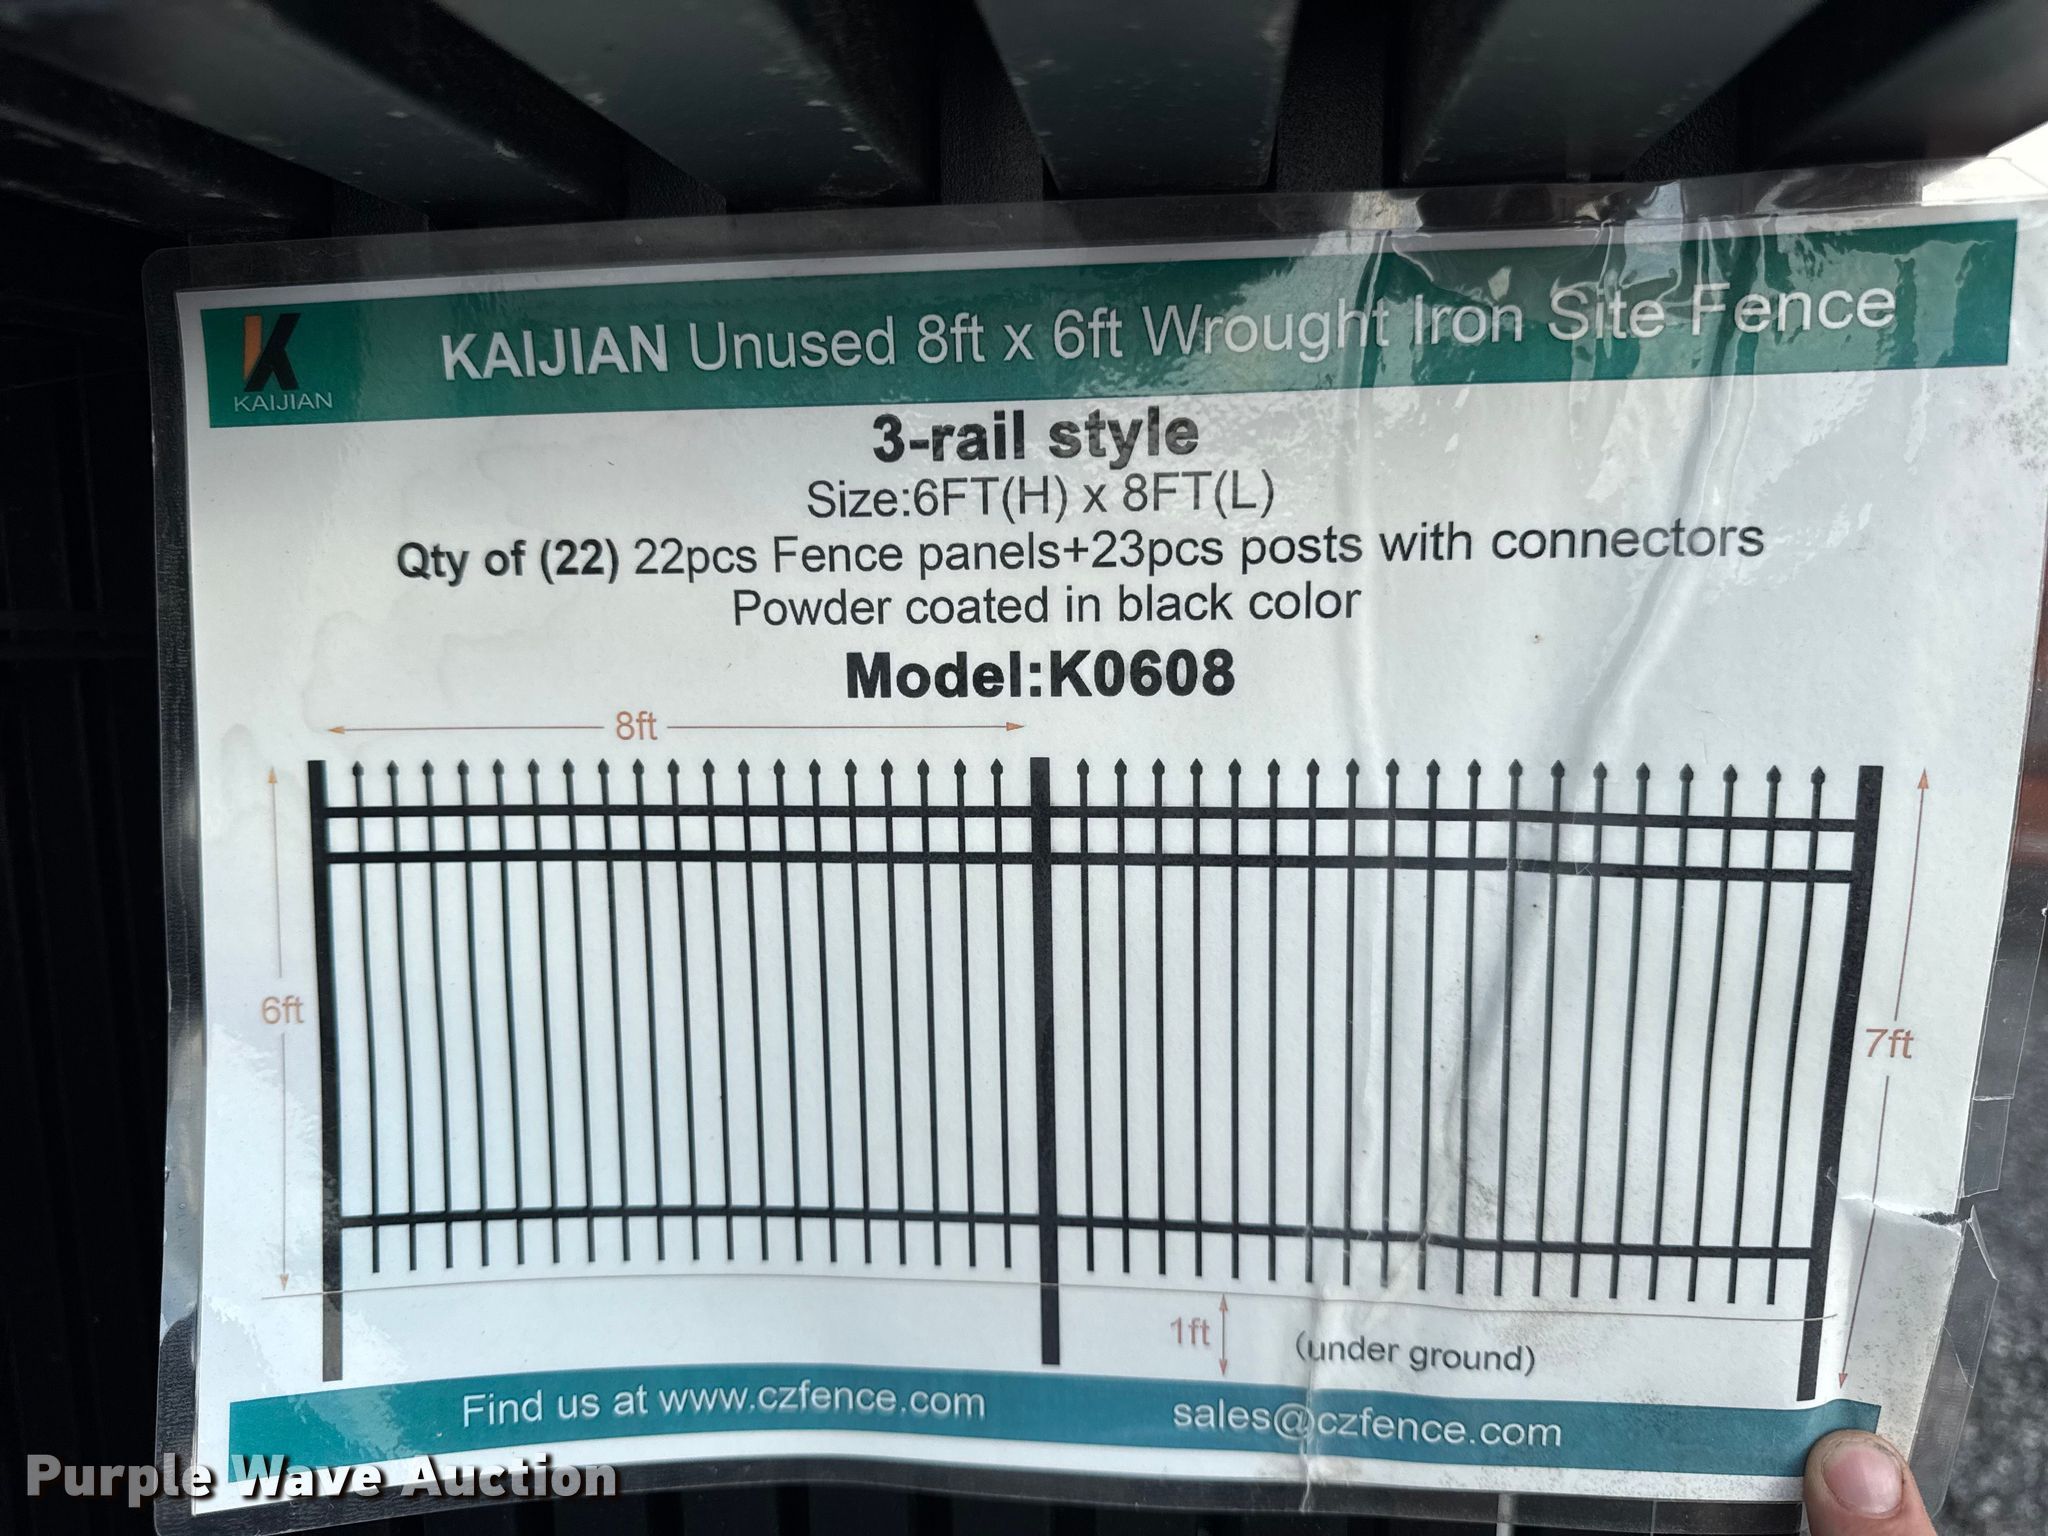 KAIJIAN
KAIJIAN Unused 8ft x 6ft Wrought Iron Site Fence
3-rail style
Size:6FT(H) x 8FT(L)
Qty of (22) 22pcs Fence panels+23pcs posts with connectors
Powder coated in black color
Model:K0608
8ft
6ft
7ft
1ft
(under ground)
Find us at www.czfence.com
sales@czfence.com
Purple Wave Auction